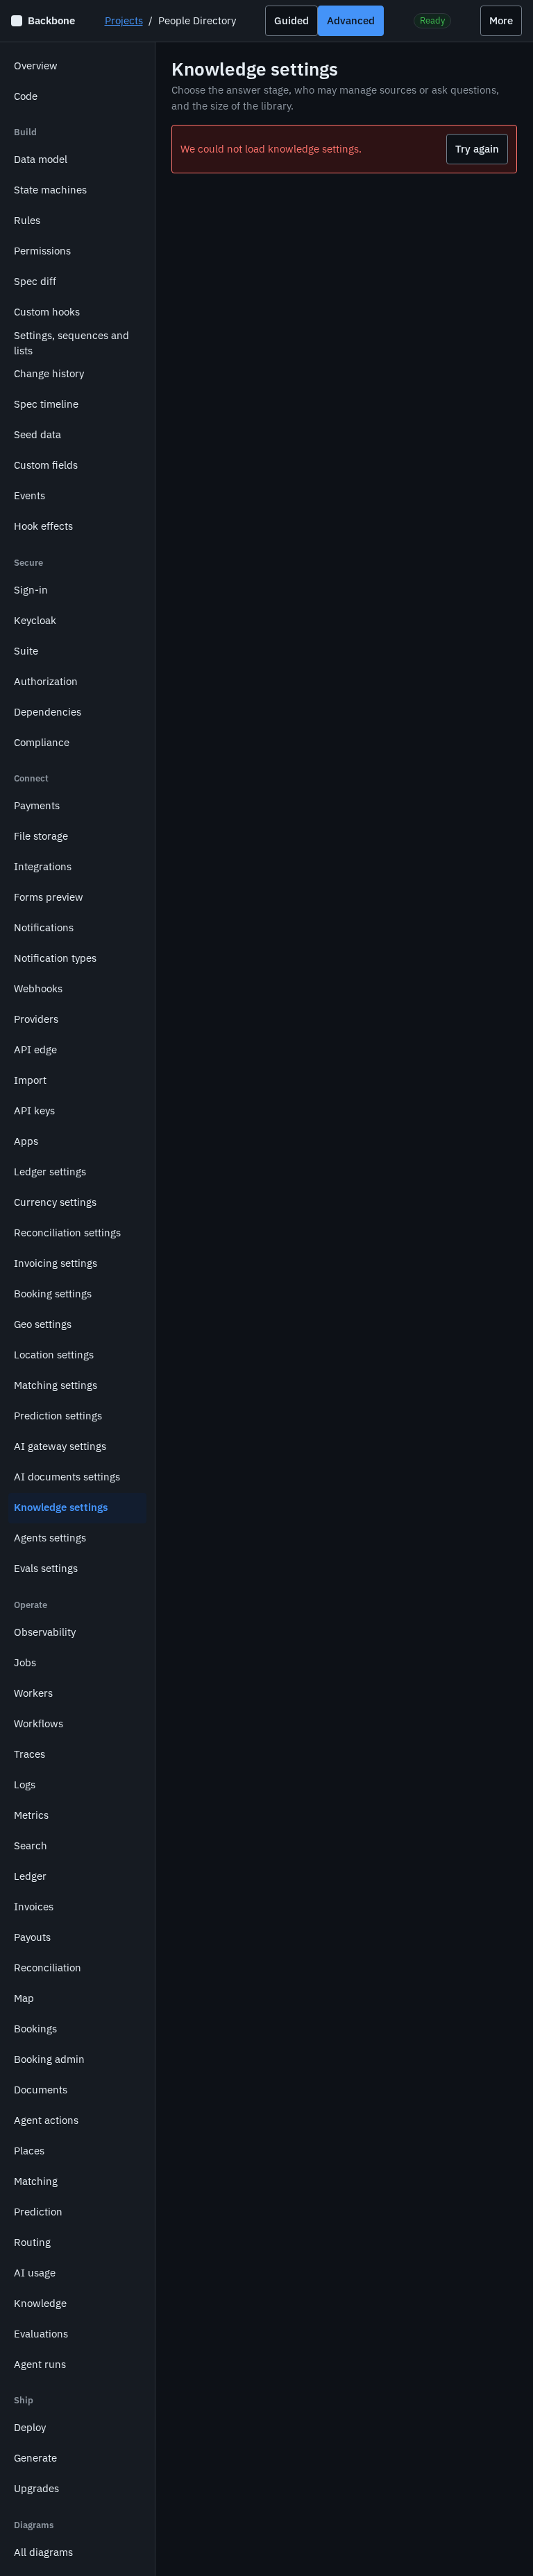 Backbone
Projects / People Directory
Guided
Advanced
Ready
More
Overview
Code
Build
Data model
State machines
Rules
Permissions
Spec diff
Custom hooks
Settings, sequences and
lists
Change history
Spec timeline
Seed data
Custom fields
Events
Hook effects
Secure
Sign-in
Keycloak
Suite
Authorization
Dependencies
Compliance
Connect
Payments
File storage
Integrations
Forms preview
Notifications
Notification types
Webhooks
Providers
API edge
Import
API keys
Apps
Ledger settings
Currency settings
Reconciliation settings
Invoicing settings
Booking settings
Geo settings
Location settings
Matching settings
Prediction settings
AI gateway settings
AI documents settings
Knowledge settings
Agents settings
Evals settings
Operate
Observability
Jobs
Workers
Workflows
Traces
Logs
Metrics
Search
Ledger
Invoices
Payouts
Reconciliation
Map
Bookings
Booking admin
Documents
Agent actions
Places
Matching
Prediction
Routing
AI usage
Knowledge
Evaluations
Agent runs
Ship
Deploy
Generate
Upgrades
Diagrams
All diagrams
Knowledge settings
Choose the answer stage, who may manage sources or ask questions,
and the size of the library.
We could not load knowledge settings.
Try again